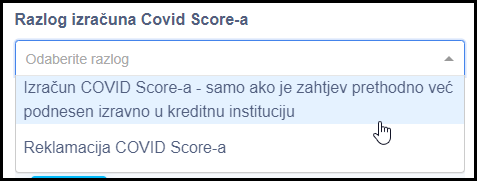 Razlog izračuna Covid Score-a
Odaberite razlog
Izračun COVID Score-a - samo ako je zahtjev prethodno već
podnesen izravno u kreditnu instituciju
Reklamacija COVID Score-a